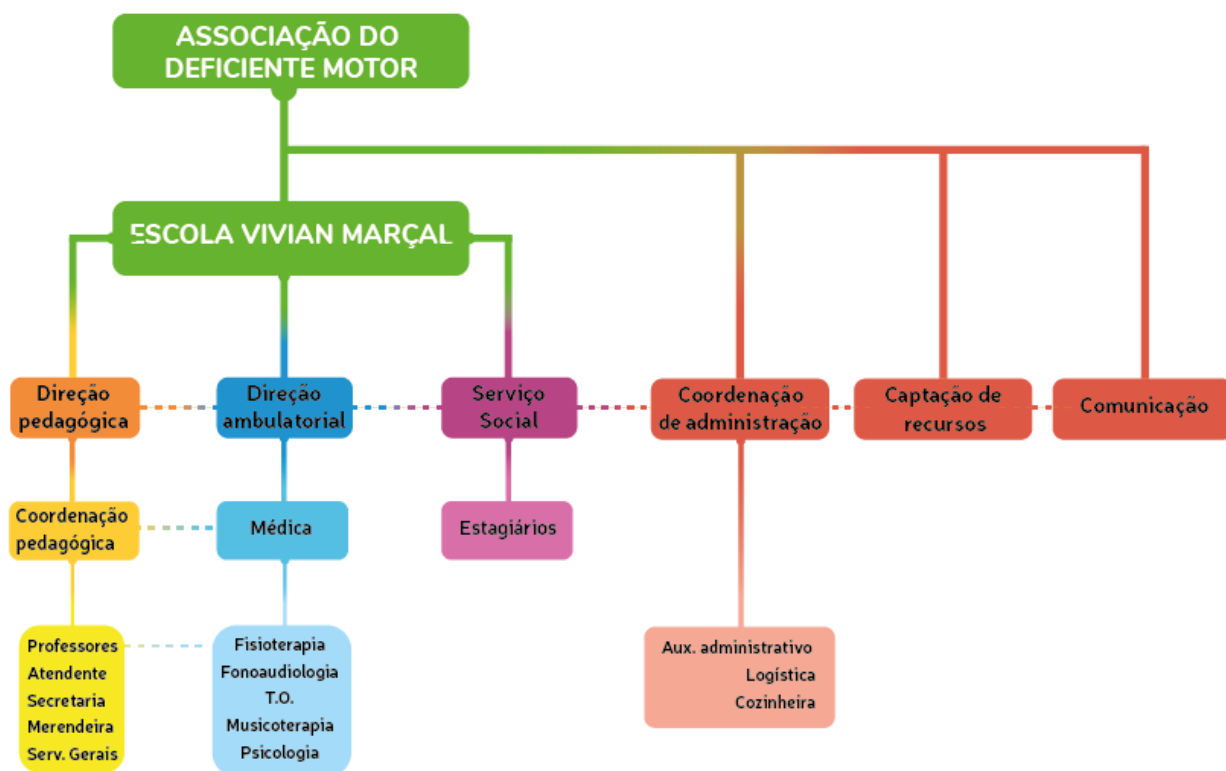 ASSOCIAÇÃO DO
DEFICIENTE MOTOR
ESCOLA VIVIAN MARÇAL
Direção
pedagógica
Direção
ambulatorial
Serviço
Social
Coordenação
de administração
Captação de
recursos
Comunicação
Coordenação
pedagógica
Médica
Estagiários
Professores
Atendente
Secretaria
Merendeira
Serv. Gerais
Fisioterapia
Fonoaudiologia
T.O.
Musicoterapia
Psicologia
Aux. administrativo
Logística
Cozinheira